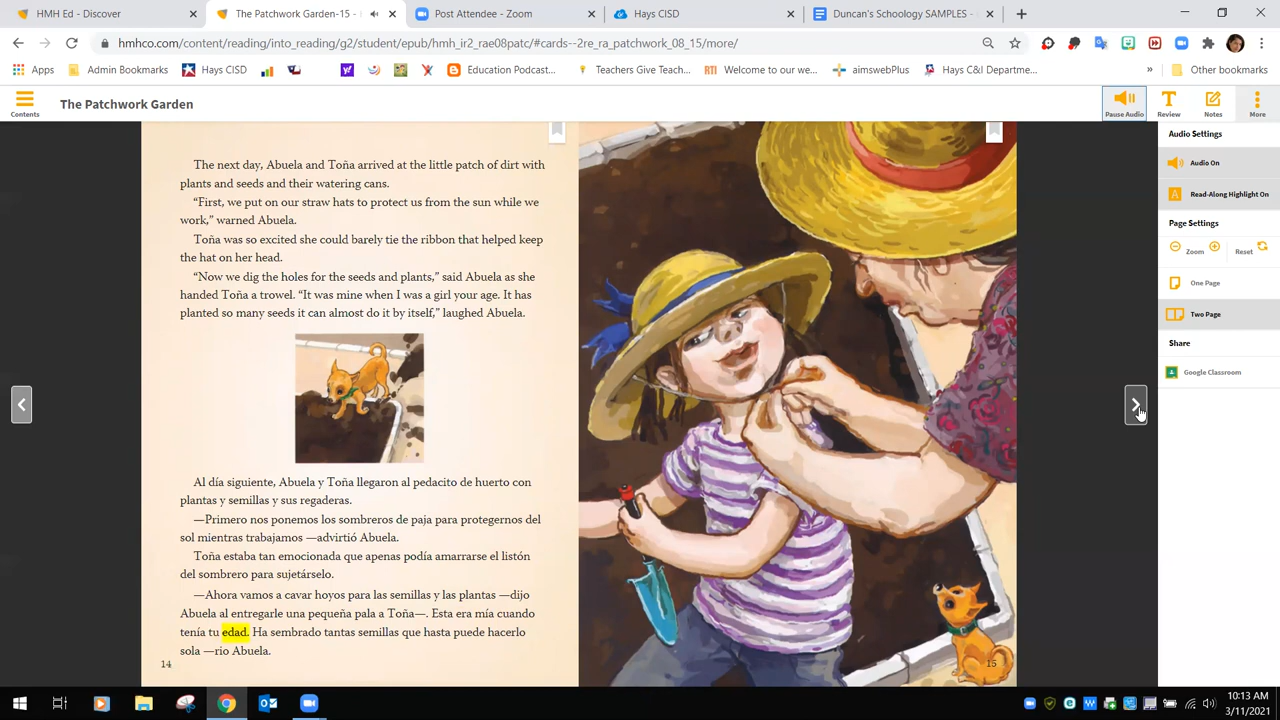 HMH Ed - Discover
The Patchwork Garden-15 -
Post Attendee - Zoom
Hays CISD
Duncan's Schoology SAMPLES -
hmhco.com/content/reading/into_reading/g2/student/epub/hmh_ir2_rae08patc/#cards--2re_ra_patchwork_08_15/more/
Apps
Admin Bookmarks
Hays CISD
Education Podcast...
Teachers Give Teach...
RTI Welcome to our we...
aimswebPlus
Hays C&I Departme...
»
Other bookmarks
Contents
The Patchwork Garden
Pause Audio
Review
Notes
More
The next day, Abuela and Toña arrived at the little patch of dirt with
plants and seeds and their watering cans.
“First, we put on our straw hats to protect us from the sun while we
work,” warned Abuela.
Toña was so excited she could barely tie the ribbon that helped keep
the hat on her head.
“Now we dig the holes for the seeds and plants,” said Abuela as she
handed Toña a trowel. “It was mine when I was a girl your age. It has
planted so many seeds it can almost do it by itself,” laughed Abuela.
Al día siguiente, Abuela y Toña llegaron al pedacito de huerto con
plantas y semillas y sus regaderas.
—Primero nos ponemos los sombreros de paja para protegernos del
sol mientras trabajamos —advirtió Abuela.
Toña estaba tan emocionada que apenas podía amarrarse el listón
del sombrero para sujetárselo.
—Ahora vamos a cavar hoyos para las semillas y las plantas —dijo
Abuela al entregarle una pequeña pala a Toña—. Esta era mía cuando
tenía tu edad. Ha sembrado tantas semillas que hasta puede hacerlo
sola —rio Abuela.
14
15
Audio Settings
Audio On
A Read-Along Highlight On
Page Settings
Zoom
Reset
One Page
Two Page
Share
Google Classroom
10:13 AM
3/11/2021